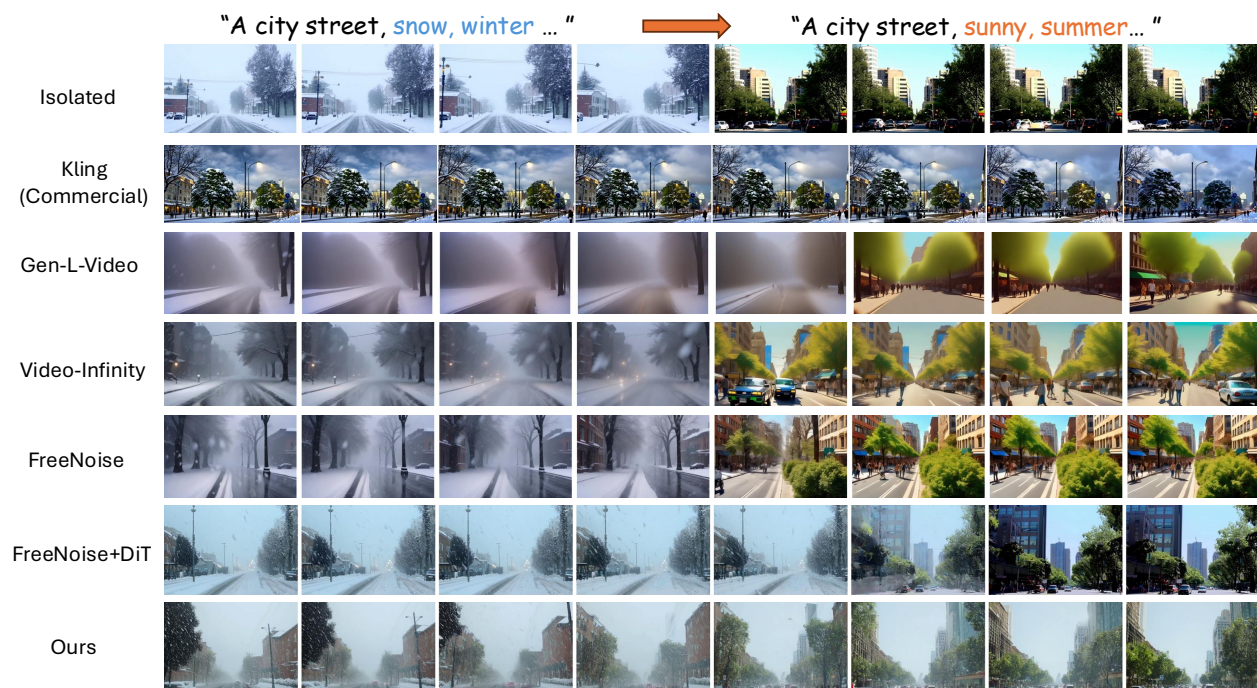 “A city street, snow, winter … ” “A city street, sunny, summer…”
Isolated
Kling
(Commercial)
Gen-L-Video
Video-Infinity
FreeNoise
FreeNoise+DiT
Ours